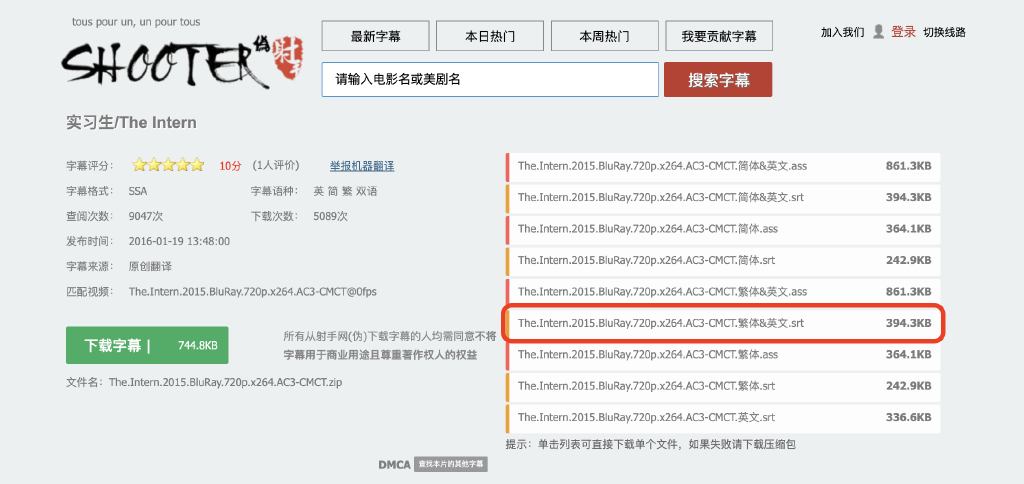 tous pour un, un pour tous
SHOOTER 伪 射手
最新字幕 本日热门 本周热门 我要贡献字幕 加入我们 登录 切换线路
请输入电影名或美剧名 搜索字幕
实习生/The Intern
字幕评分: 10分 (1人评价) 举报机器翻译
字幕格式: SSA 字幕语种: 英 简 繁 双语
查阅次数: 9047次 下载次数: 5089次
发布时间: 2016-01-19 13:48:00
字幕来源: 原创翻译
匹配视频: The.Intern.2015.BluRay.720p.x264.AC3-CMCT@0fps
下载字幕 | 744.8KB
所有从射手网(伪)下载字幕的人均需同意不将
字幕用于商业用途且尊重著作权人的权益
文件名: The.Intern.2015.BluRay.720p.x264.AC3-CMCT.zip
The.Intern.2015.BluRay.720p.x264.AC3-CMCT.简体&英文.ass 861.3KB
The.Intern.2015.BluRay.720p.x264.AC3-CMCT.简体&英文.srt 394.3KB
The.Intern.2015.BluRay.720p.x264.AC3-CMCT.简体.ass 364.1KB
The.Intern.2015.BluRay.720p.x264.AC3-CMCT.简体.srt 242.9KB
The.Intern.2015.BluRay.720p.x264.AC3-CMCT.繁体&英文.ass 861.3KB
The.Intern.2015.BluRay.720p.x264.AC3-CMCT.繁体&英文.srt 394.3KB
The.Intern.2015.BluRay.720p.x264.AC3-CMCT.繁体.ass 364.1KB
The.Intern.2015.BluRay.720p.x264.AC3-CMCT.繁体.srt 242.9KB
The.Intern.2015.BluRay.720p.x264.AC3-CMCT.英文.srt 336.6KB
提示: 单击列表可直接下载单个文件，如果失败请下载压缩包
DMCA 查找本片的其他字幕